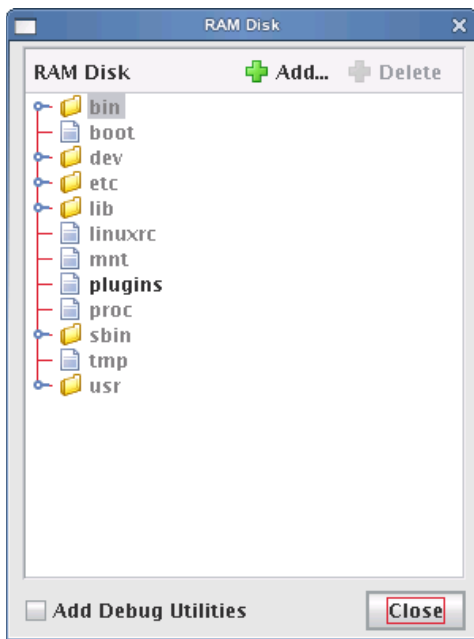 RAM Disk
RAM Disk Add... Delete
bin
boot
dev
etc
lib
linuxrc
mnt
plugins
proc
sbin
tmp
usr
Add Debug Utilities Close